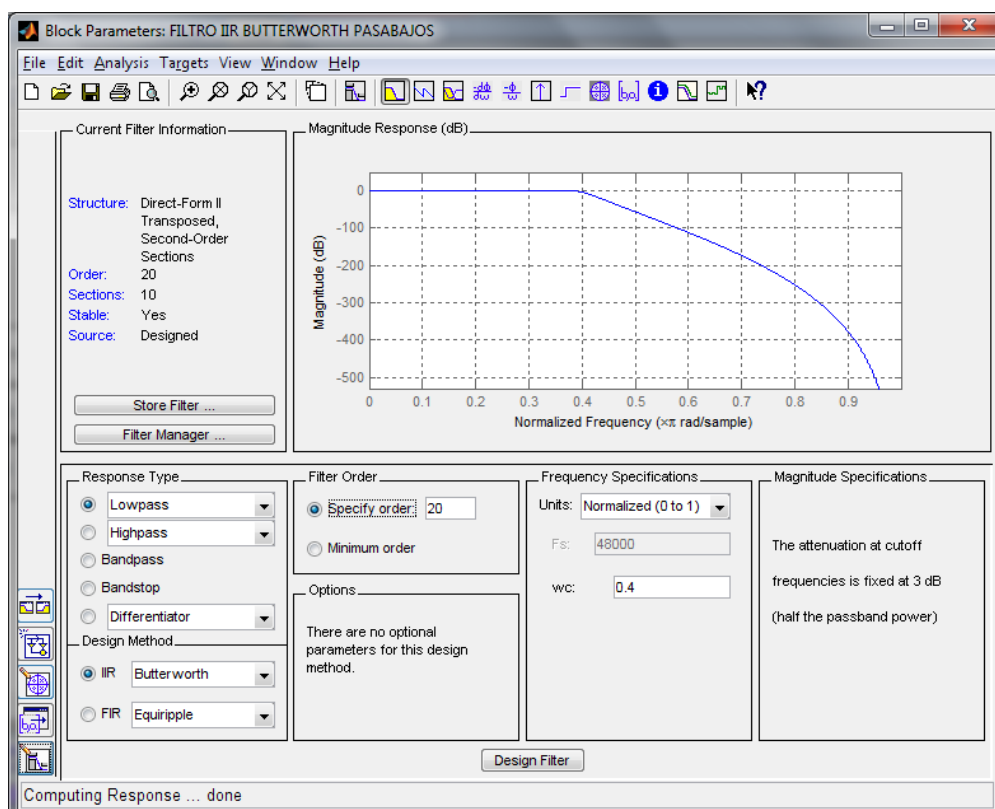 Block Parameters: FILTRO IIR BUTTERWORTH PASABAJOS
File Edit Analysis Targets View Window Help
Current Filter Information
Structure: Direct-Form II
Transposed,
Second-Order
Sections
Order: 20
Sections: 10
Stable: Yes
Source: Designed
Store Filter ...
Filter Manager ...
Magnitude Response (dB)
Magnitude (dB)
0
-100
-200
-300
-400
-500
0 0.1 0.2 0.3 0.4 0.5 0.6 0.7 0.8 0.9
Normalized Frequency (×π rad/sample)
Response Type
Lowpass
Highpass
Bandpass
Bandstop
Differentiator
Design Method
IIR Butterworth
FIR Equiripple
Filter Order
Specify order: 20
Minimum order
Options
There are no optional
parameters for this design
method.
Frequency Specifications
Units: Normalized (0 to 1)
Fs: 48000
wc: 0.4
Magnitude Specifications
The attenuation at cutoff
frequencies is fixed at 3 dB
(half the passband power)
Design Filter
Computing Response ... done